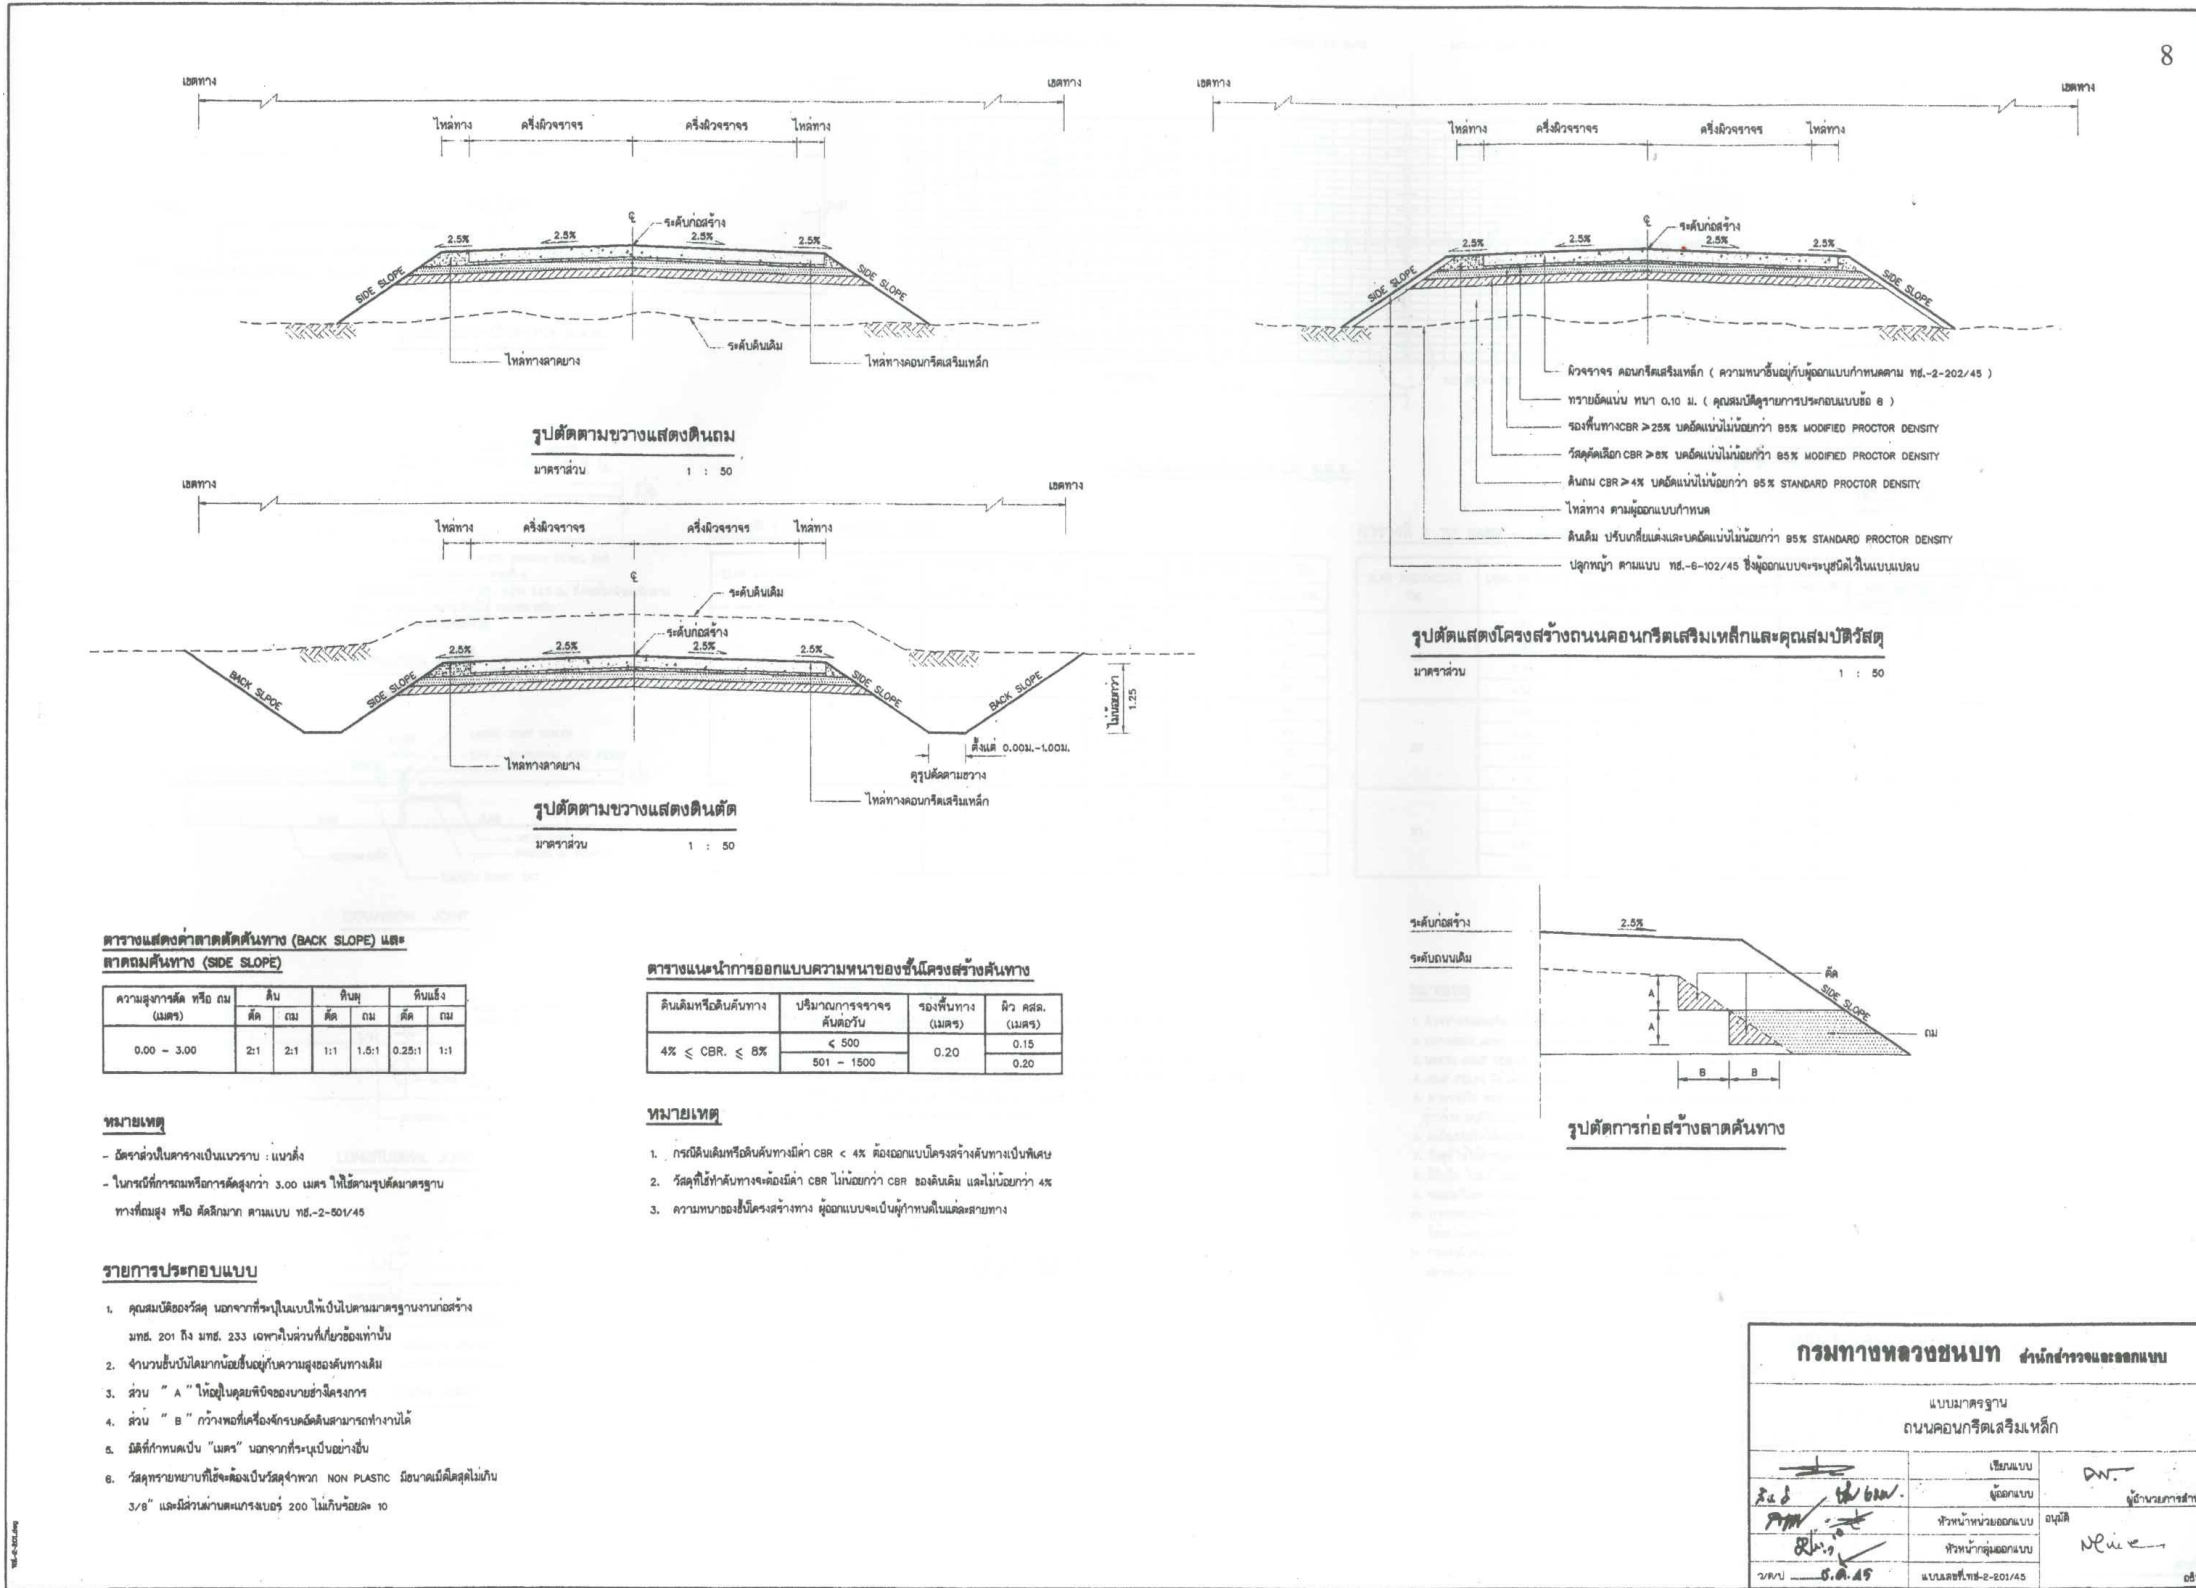 8
เขตทาง
เขตทาง
ไหล่ทาง ครึ่งผิวจราจร ครึ่งผิวจราจร ไหล่ทาง
℄
ระดับก่อสร้าง
2.5% 2.5% 2.5% 2.5%
SIDE SLOPE SIDE SLOPE
ระดับดินเดิม
ไหล่ทางลาดยาง ไหล่ทางคอนกรีตเสริมเหล็ก
รูปตัดตามขวางแสดงดินถม
มาตราส่วน 1 : 50
เขตทาง
เขตทาง
ไหล่ทาง ครึ่งผิวจราจร ครึ่งผิวจราจร ไหล่ทาง
℄
ระดับดินเดิม
ระดับก่อสร้าง
2.5% 2.5% 2.5% 2.5%
BACK SLPOE SIDE SLOPE SIDE SLOPE BACK SLOPE
ไม่น้อยกว่า
1.25
ตั้งแต่ 0.00ม.-1.00ม.
ดูรูปตัดตามขวาง
ไหล่ทางลาดยาง
ไหล่ทางคอนกรีตเสริมเหล็ก
รูปตัดตามขวางแสดงดินตัด
มาตราส่วน 1 : 50
เขตทาง
เขตทาง
ไหล่ทาง ครึ่งผิวจราจร ครึ่งผิวจราจร ไหล่ทาง
℄
ระดับก่อสร้าง
2.5% 2.5% 2.5% 2.5%
SIDE SLOPE SIDE SLOPE
ผิวจราจร คอนกรีตเสริมเหล็ก ( ความหนาขึ้นอยู่กับผู้ออกแบบกำหนดตาม ทช.-2-202/45 )
ทรายอัดแน่น หนา 0.10 ม. ( คุณสมบัติดูรายการประกอบแบบข้อ 6 )
รองพื้นทางCBR ⩾ 25% บดอัดแน่นไม่น้อยกว่า 95% MODIFIED PROCTOR DENSITY
วัสดุคัดเลือก CBR ⩾ 8% บดอัดแน่นไม่น้อยกว่า 95% MODIFIED PROCTOR DENSITY
ดินถม CBR ⩾ 4% บดอัดแน่นไม่น้อยกว่า 95% STANDARD PROCTOR DENSITY
ไหล่ทาง ตามผู้ออกแบบกำหนด
ดินเดิม ปรับเกลี่ยแต่งและบดอัดแน่นไม่น้อยกว่า 95% STANDARD PROCTOR DENSITY
ปลูกหญ้า ตามแบบ ทช.-6-102/45 ซึ่งผู้ออกแบบจะระบุชนิดไว้ในแบบแปลน
รูปตัดแสดงโครงสร้างถนนคอนกรีตเสริมเหล็กและคุณสมบัติวัสดุ
มาตราส่วน 1 : 50
ตารางแสดงค่าลาดตัดคันทาง (BACK SLOPE) และ
ลาดถมคันทาง (SIDE SLOPE)
ความสูงการตัด หรือ ถม (เมตร) ดิน หินผุ หินแข็ง
ตัด ถม ตัด ถม ตัด ถม
0.00 - 3.00 2:1 2:1 1:1 1.5:1 0.25:1 1:1
หมายเหตุ
- อัตราส่วนในตารางเป็นแนวราบ : แนวดิ่ง
- ในกรณีที่การถมหรือการตัดสูงกว่า 3.00 เมตร ให้ใช้ตามรูปตัดมาตรฐาน
ทางที่ถมสูง หรือ ตัดลึกมาก ตามแบบ ทช.-2-501/45
รายการประกอบแบบ
1. คุณสมบัติของวัสดุ นอกจากที่ระบุในแบบให้เป็นไปตามมาตรฐานงานก่อสร้าง
มทช. 201 ถึง มทช. 233 เฉพาะในส่วนที่เกี่ยวข้องเท่านั้น
2. จำนวนขั้นบันไดมากน้อยขึ้นอยู่กับความสูงของคันทางเดิม
3. ส่วน " A " ให้อยู่ในดุลยพินิจของนายช่างโครงการ
4. ส่วน " B " กว้างพอที่เครื่องจักรบดอัดดินสามารถทำงานได้
5. มิติที่กำหนดเป็น "เมตร" นอกจากที่ระบุเป็นอย่างอื่น
6. วัสดุทรายหยาบที่ใช้จะต้องเป็นวัสดุจำพวก NON PLASTIC มีขนาดเม็ดโตสุดไม่เกิน
3/8" และมีส่วนผ่านตะแกรงเบอร์ 200 ไม่เกินร้อยละ 10
ตารางแนะนำการออกแบบความหนาของชั้นโครงสร้างคันทาง
ดินเดิมหรือดินคันทาง ปริมาณการจราจร คันต่อวัน รองพื้นทาง (เมตร) ผิว คสล. (เมตร)
4% ⩽ CBR. ⩽ 8% ⩽ 500 0.20 0.15
501 - 1500 0.20
หมายเหตุ
1. กรณีดินเดิมหรือดินคันทางมีค่า CBR < 4% ต้องออกแบบโครงสร้างคันทางเป็นพิเศษ
2. วัสดุที่ใช้ทำคันทางจะต้องมีค่า CBR ไม่น้อยกว่า CBR ของดินเดิม และไม่น้อยกว่า 4%
3. ความหนาของชั้นโครงสร้างทาง ผู้ออกแบบจะเป็นผู้กำหนดในแต่ละสายทาง
ระดับก่อสร้าง 2.5%
ระดับถนนเดิม
ตัด
A
SIDE SLOPE
A
ถม
B B
รูปตัดการก่อสร้างลาดคันทาง
กรมทางหลวงชนบท สำนักสำรวจและออกแบบ
แบบมาตรฐาน
ถนนคอนกรีตเสริมเหล็ก
เขียนแบบ
ผู้ออกแบบ
หัวหน้าหน่วยออกแบบ อนุมัติ
หัวหน้ากลุ่มออกแบบ
ว/ด/ป ธ.ค.45 แบบเลขที่ ทช-2-201/45